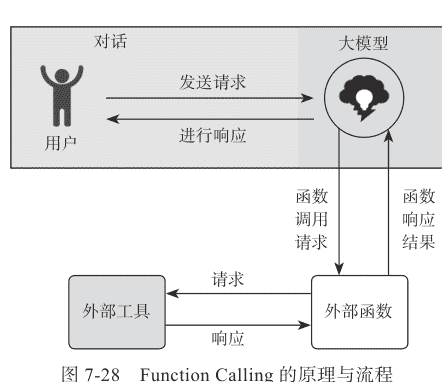 对话
大模型
发送请求
进行响应
用户
函数
调用
请求
函数
响应
结果
请求
外部工具
外部函数
响应
图 7-28 Function Calling 的原理与流程